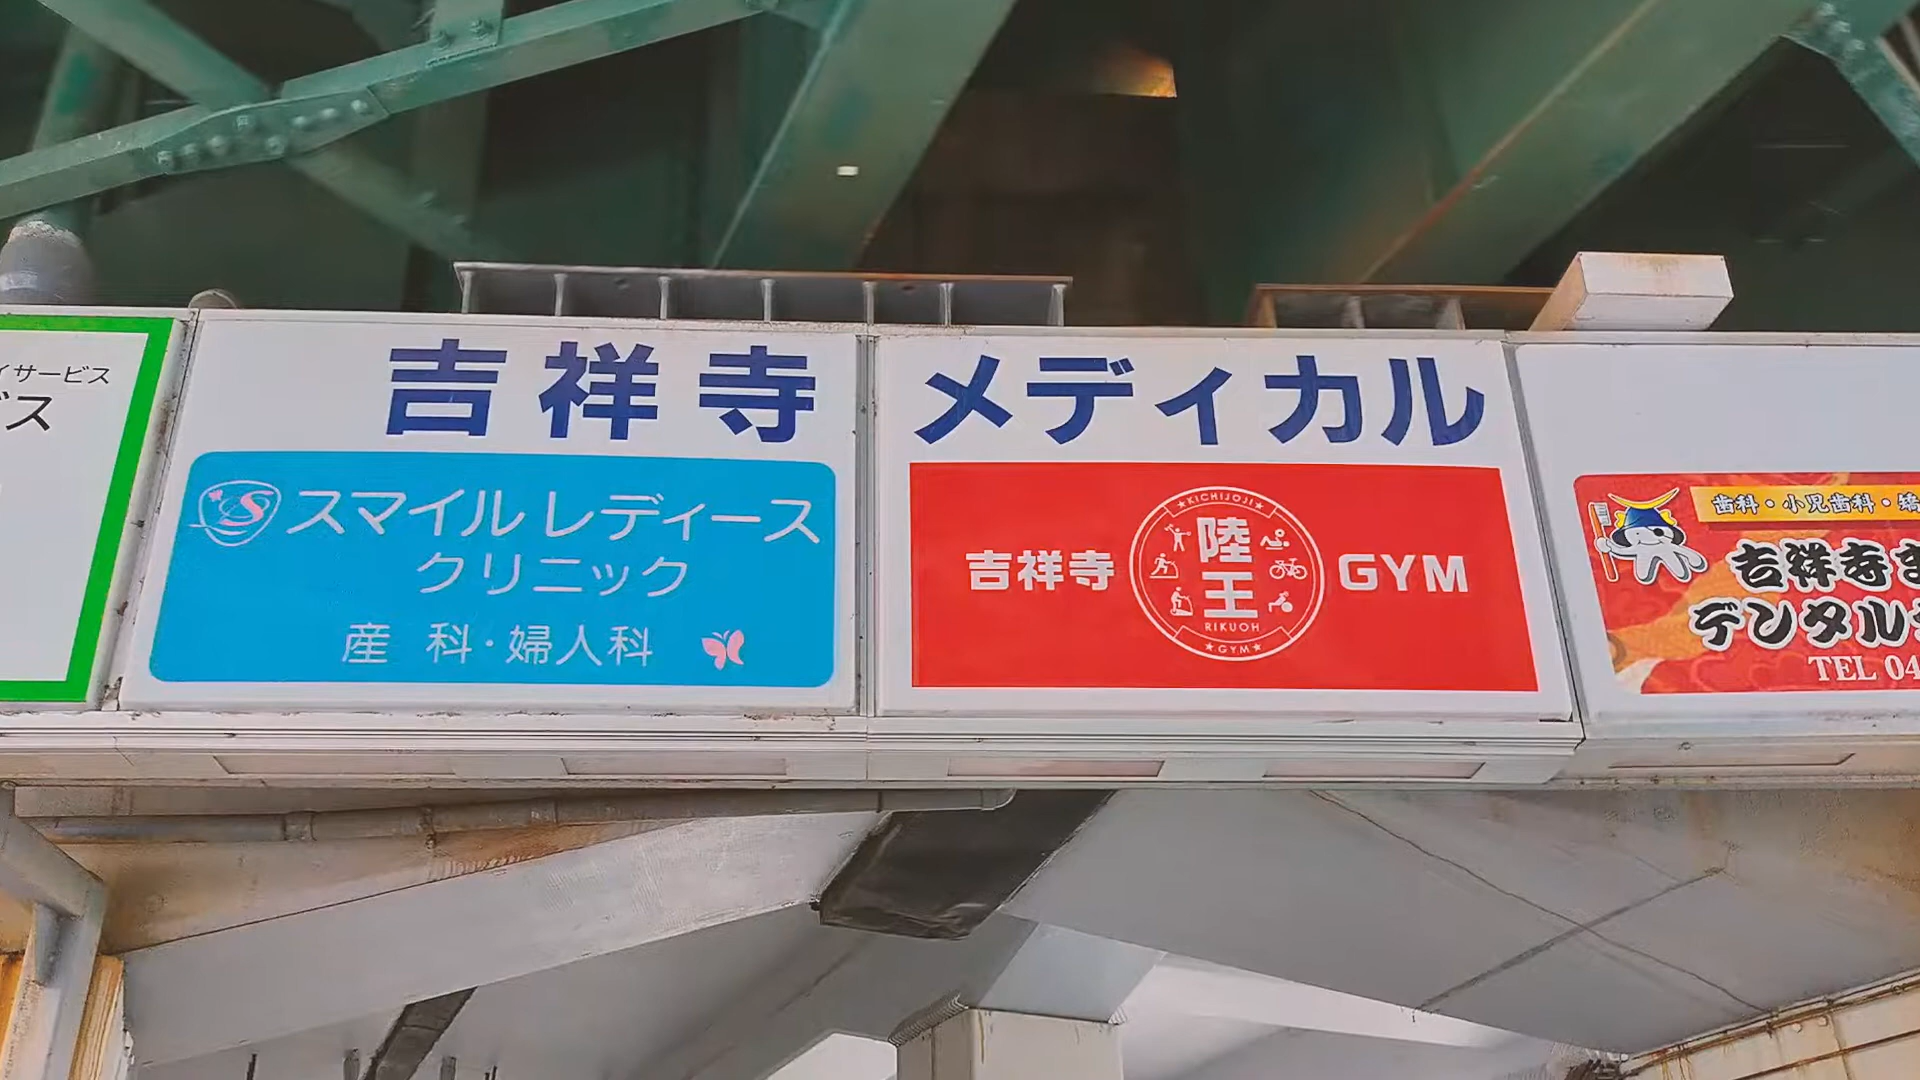 イサービス
ス
吉祥寺 メディカル
スマイルレディース
クリニック
産科・婦人科
吉祥寺
★KICHIJOJI★
陸王
RIKUOH
★GYM★
GYM
歯科・小児歯科・矯
吉祥寺ま
デンタル
TEL 04